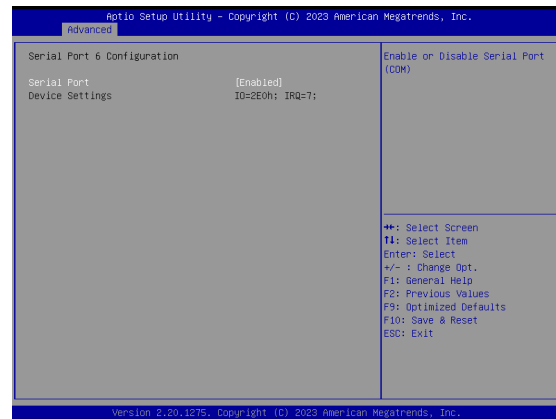 Aptio Setup Utility – Copyright (C) 2023 American Megatrends, Inc.
Advanced
Serial Port 6 Configuration
Serial Port [Enabled]
Device Settings IO=2E0h; IRQ=7;
Enable or Disable Serial Port
(COM)
→←: Select Screen
↑↓: Select Item
Enter: Select
+/- : Change Opt.
F1: General Help
F2: Previous Values
F9: Optimized Defaults
F10: Save & Reset
ESC: Exit
Version 2.20.1275. Copyright (C) 2023 American Megatrends, Inc.